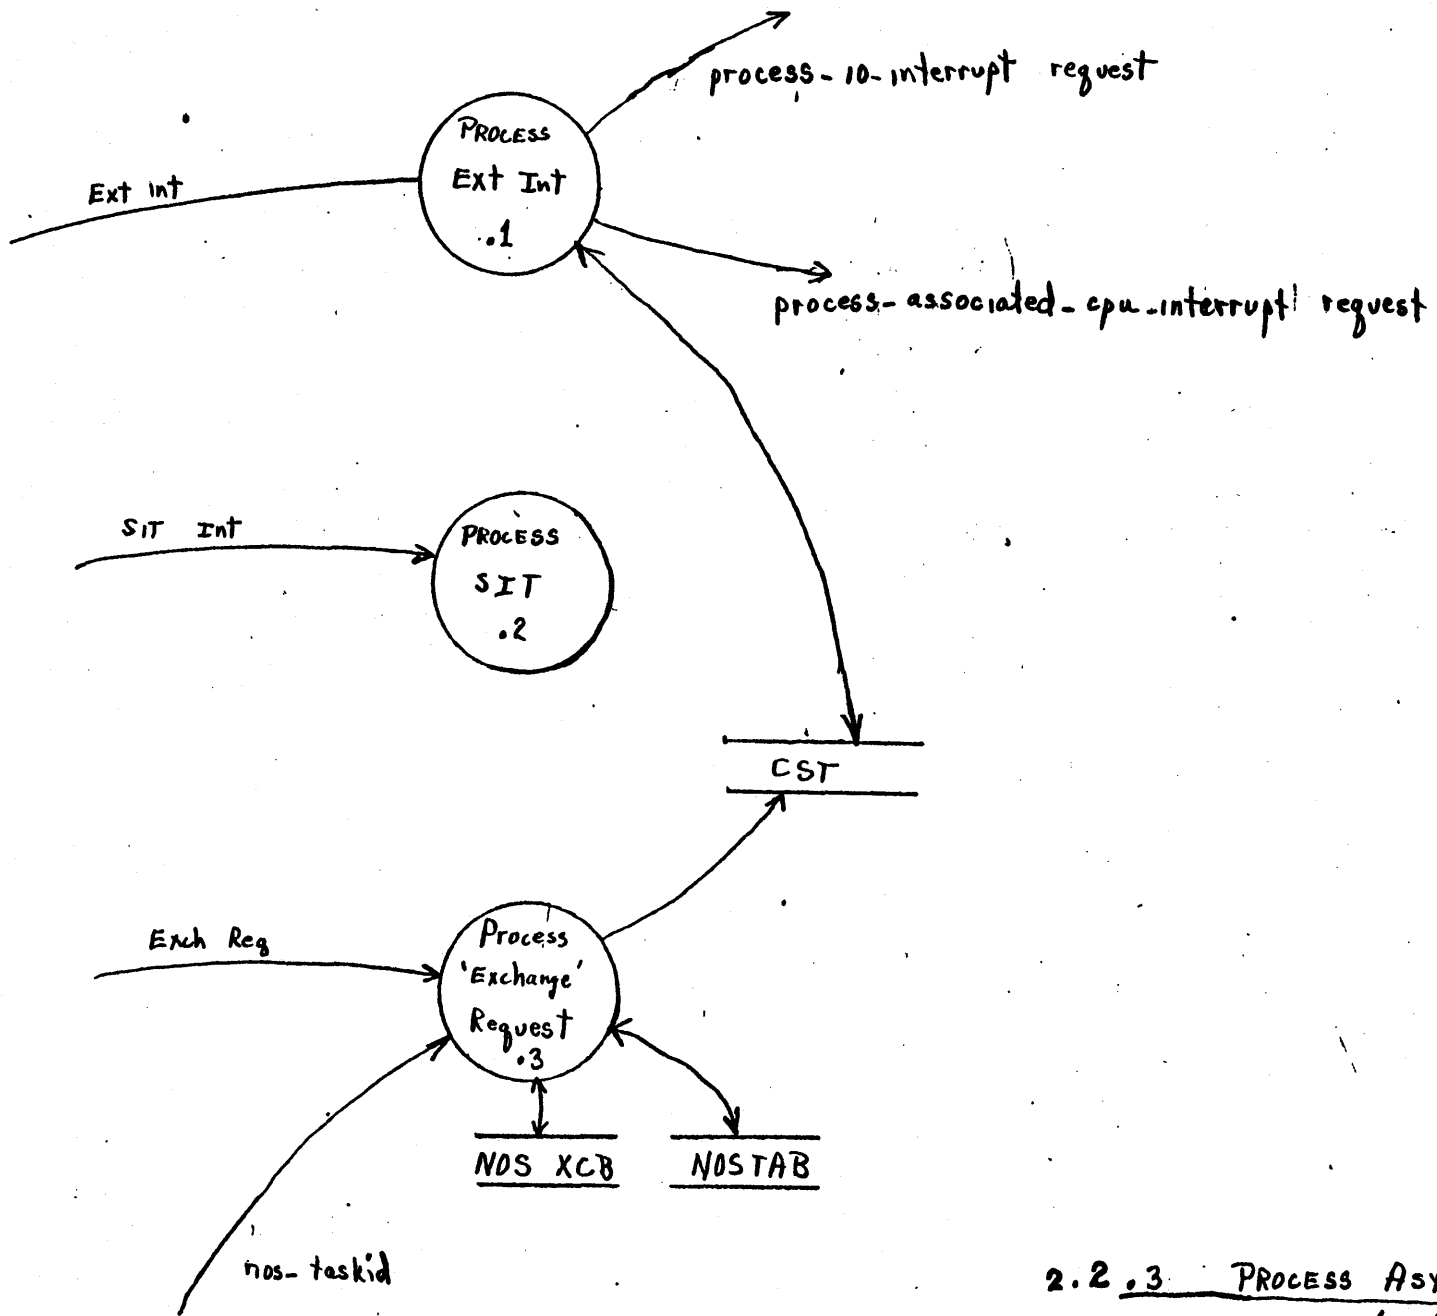 process-io-interrupt request
PROCESS
Ext Int
.1
Ext Int
process-associated-cpu-interrupt request
SIT Int
PROCESS
SIT
.2
CST
Exch Req
Process
'Exchange'
Request
.3
NOS XCB
NOSTAB
nos-taskid
2.2.3 PROCESS